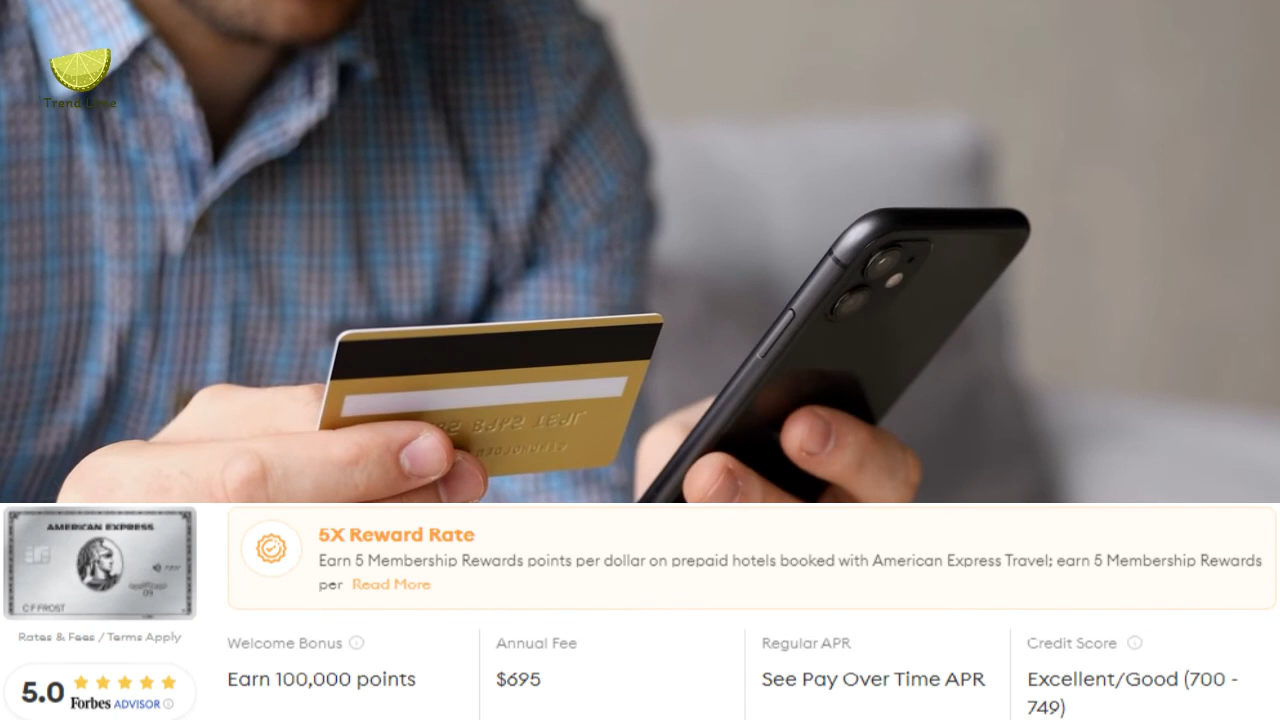 Trend Lime
AMERICAN EXPRESS
C F FROST
Rates & Fees / Terms Apply
5.0
Forbes ADVISOR
5X Reward Rate
Earn 5 Membership Rewards points per dollar on prepaid hotels booked with American Express Travel; earn 5 Membership Rewards
per Read More
Welcome Bonus
Earn 100,000 points
Annual Fee
$695
Regular APR
See Pay Over Time APR
Credit Score
Excellent/Good (700 -
749)